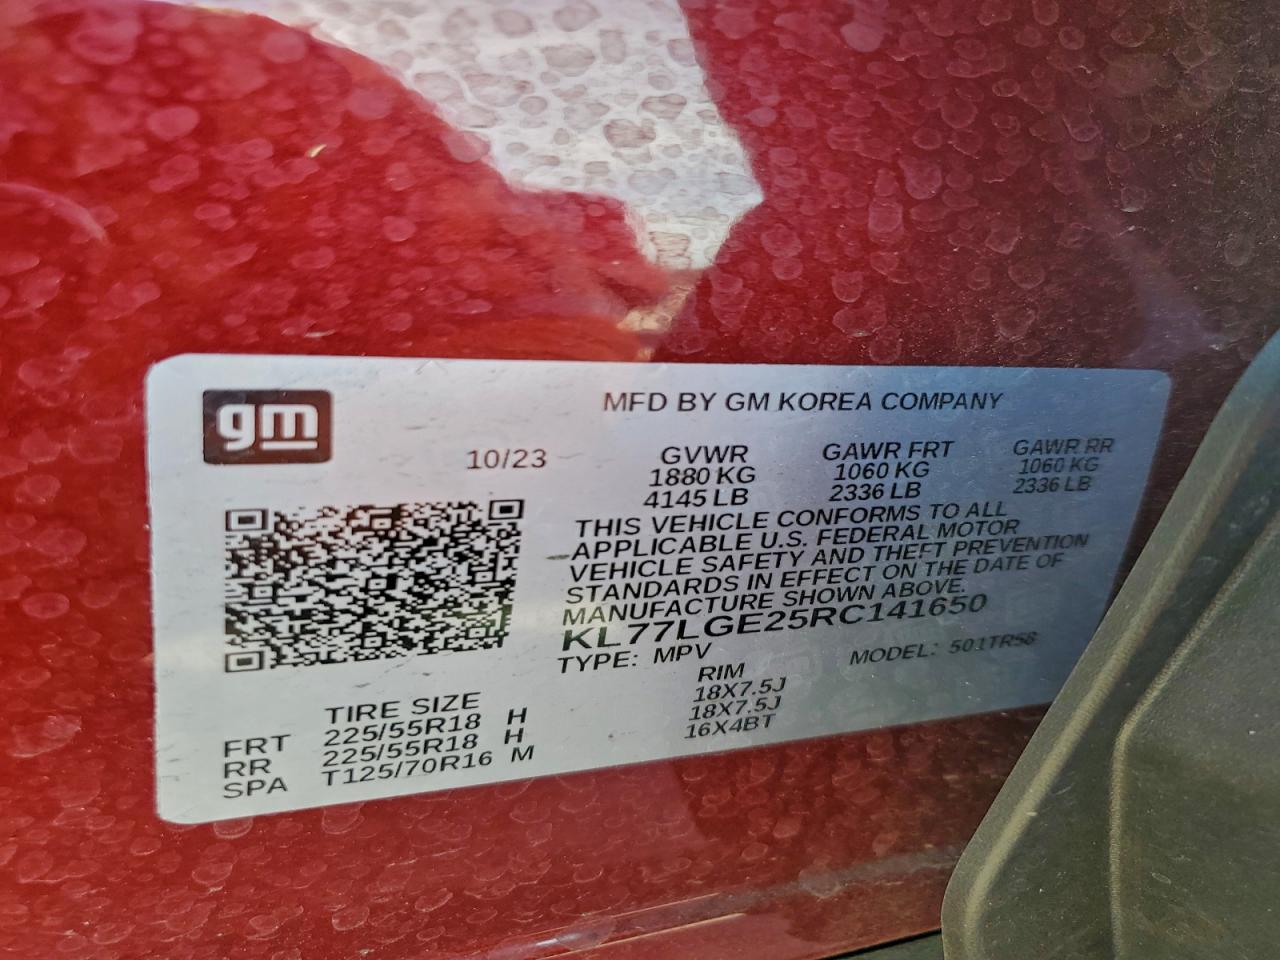 gm
MFD BY GM KOREA COMPANY
10/23 GVWR GAWR FRT GAWR RR
1880 KG 1060 KG 1060 KG
4145 LB 2336 LB 2336 LB
THIS VEHICLE CONFORMS TO ALL
APPLICABLE U.S. FEDERAL MOTOR
VEHICLE SAFETY AND THEFT PREVENTION
STANDARDS IN EFFECT ON THE DATE OF
MANUFACTURE SHOWN ABOVE.
KL77LGE25RC141650
TYPE: MPV MODEL: 501TR58
TIRE SIZE RIM
FRT 225/55R18 H 18X7.5J
RR 225/55R18 H 18X7.5J
SPA T125/70R16 M 16X4BT